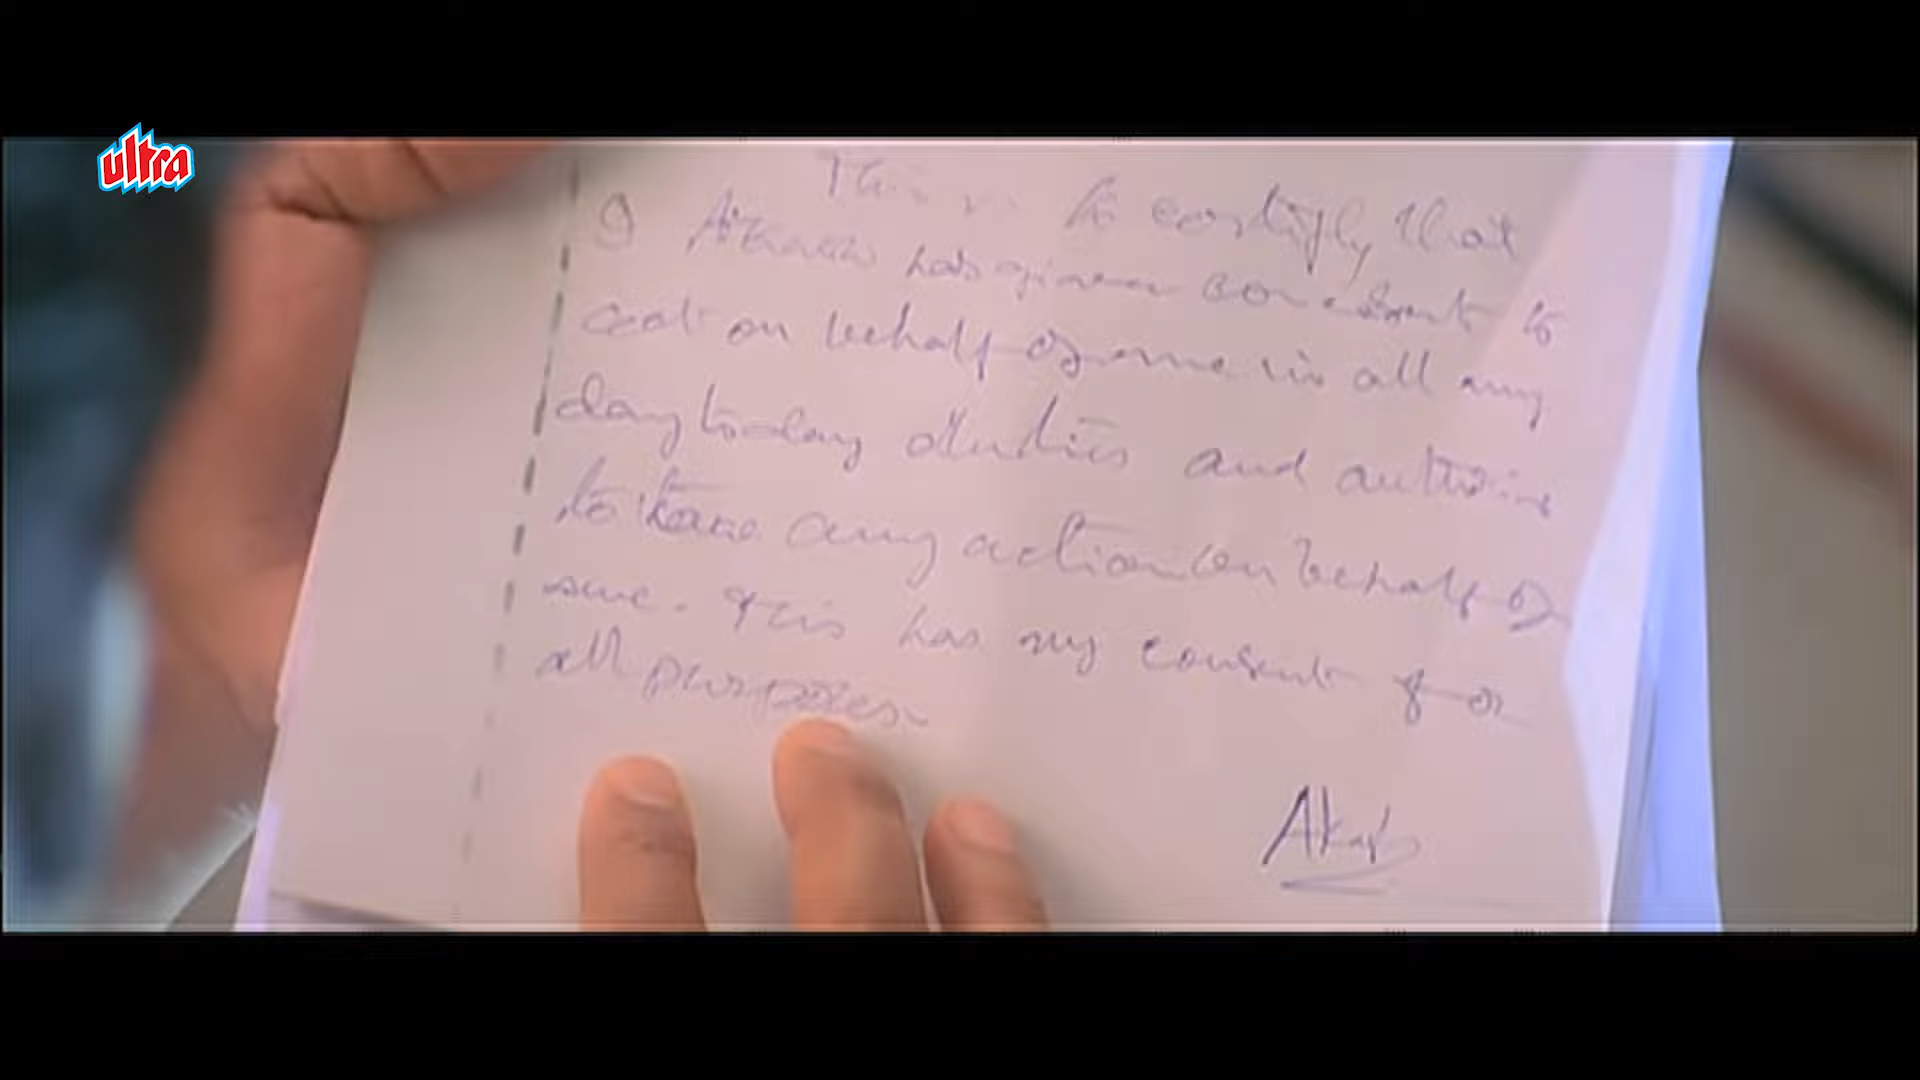 ultra
This is to certify that
I Akash has given consent to
act on behalf of me in all my
day to day duties and authorise
to take any action on behalf of
me. This has my consent for
all purposes.
Akash